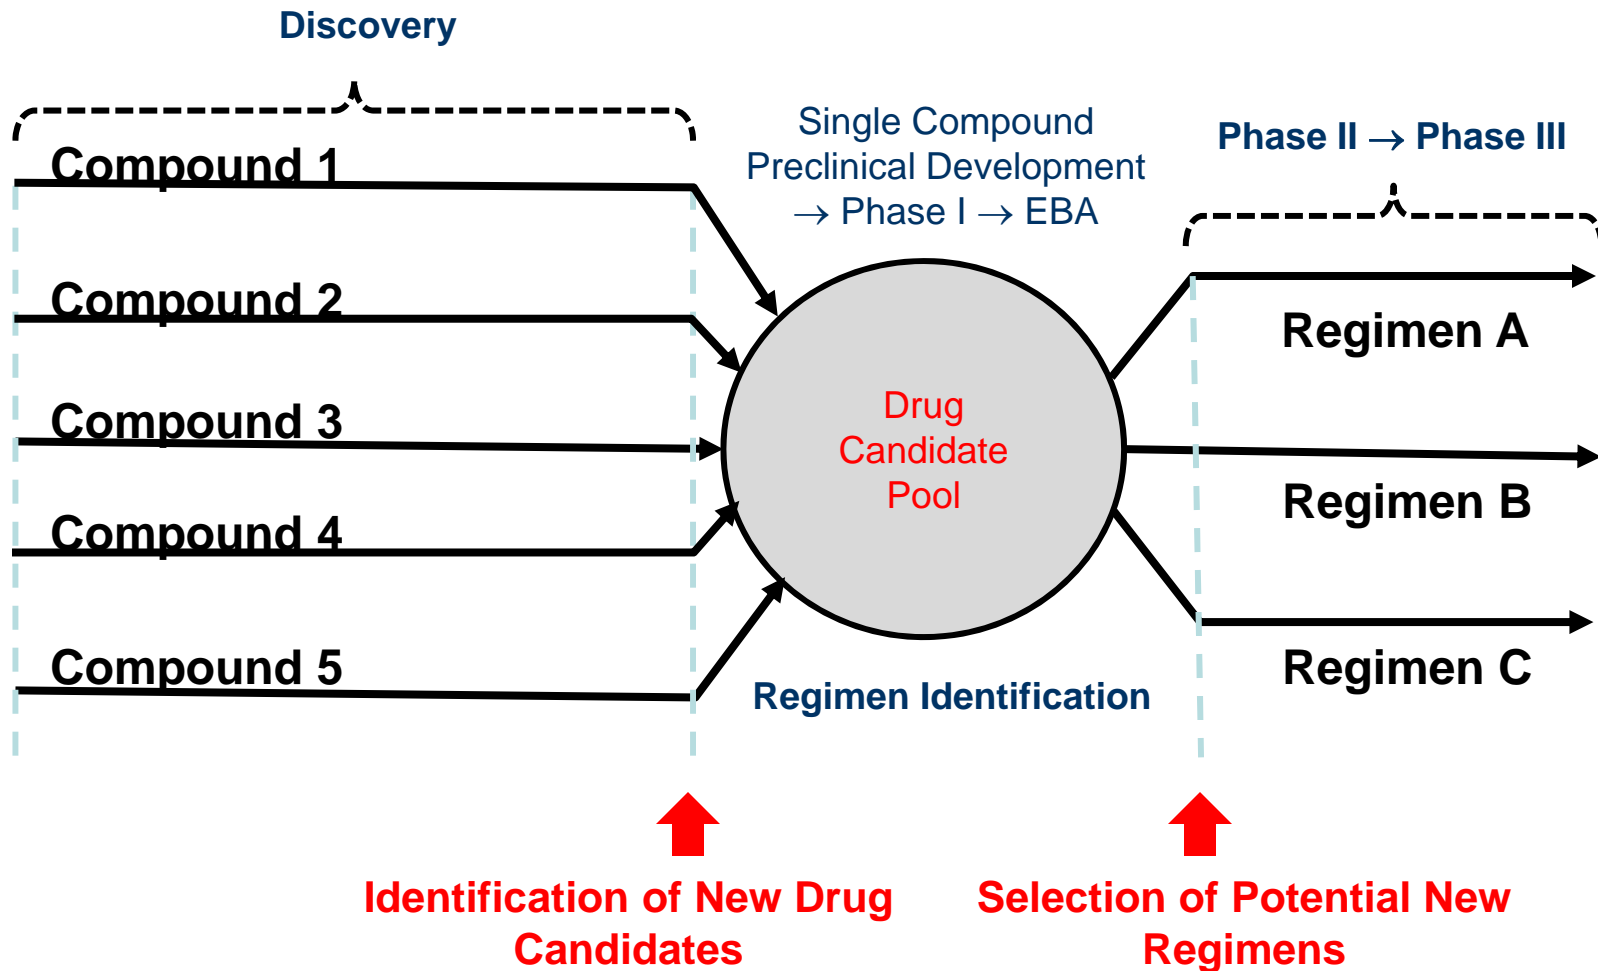 Discovery
Single Compound
Preclinical Development
→ Phase I → EBA
Phase II → Phase III
Compound 1
Compound 2
Compound 3
Compound 4
Compound 5
Drug
Candidate
Pool
Regimen A
Regimen B
Regimen C
Regimen Identification
Identification of New Drug
Candidates
Selection of Potential New
Regimens